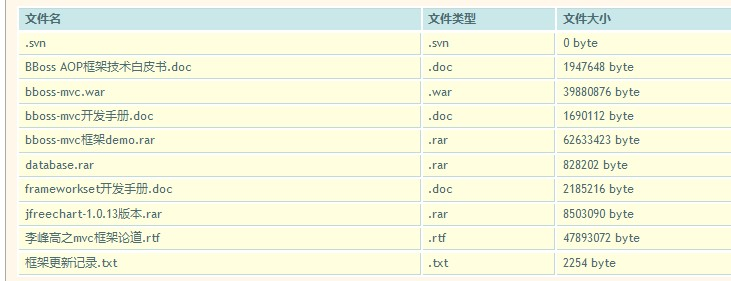 文件名 文件类型 文件大小
.svn .svn 0 byte
BBoss AOP框架技术白皮书.doc .doc 1947648 byte
bboss-mvc.war .war 39880876 byte
bboss-mvc开发手册.doc .doc 1690112 byte
bboss-mvc框架demo.rar .rar 62633423 byte
database.rar .rar 828202 byte
frameworkset开发手册.doc .doc 2185216 byte
jfreechart-1.0.13版本.rar .rar 8503090 byte
李峰高之mvc框架论道.rtf .rtf 47893072 byte
框架更新记录.txt .txt 2254 byte